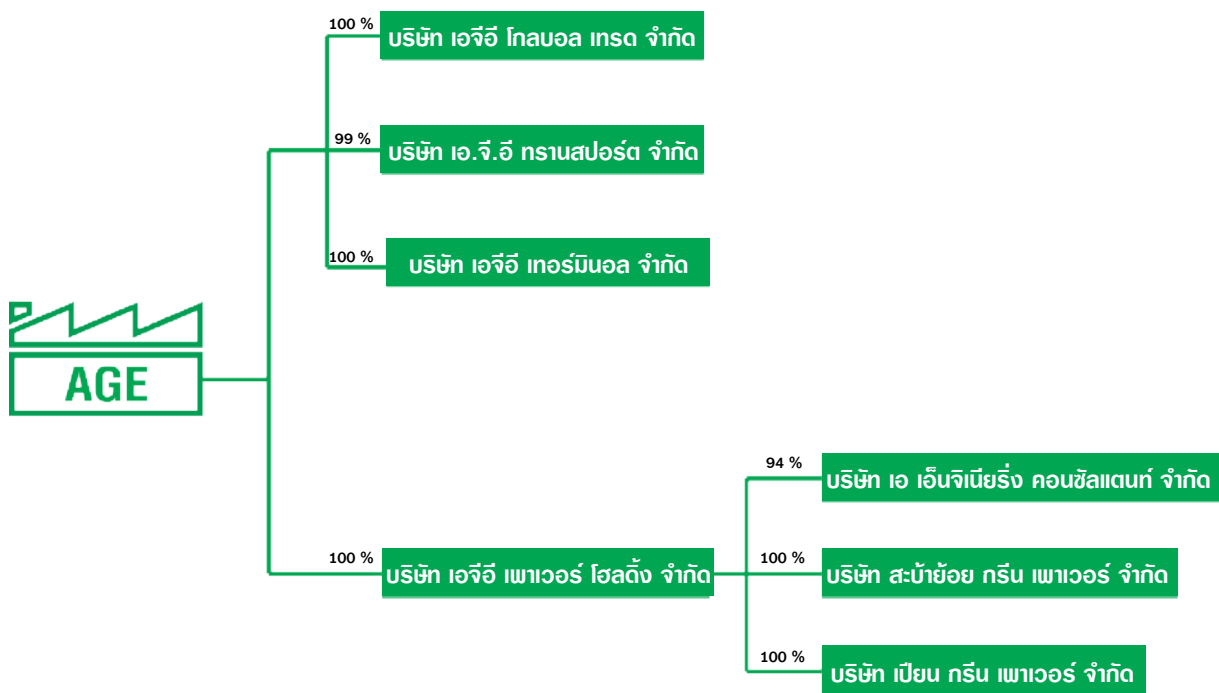 100 %
บริษัท เอจีอี โกลบอล เทรด จำกัด
99 %
บริษัท เอ.จี.อี ทรานสปอร์ต จำกัด
100 %
บริษัท เอจีอี เทอร์มินอล จำกัด
AGE
94 %
บริษัท เอ เอ็นจิเนียริ่ง คอนซัลแตนท์ จำกัด
100 %
บริษัท เอจีอี เพาเวอร์ โฮลดิ้ง จำกัด
100 %
บริษัท สะบ้าย้อย กรีน เพาเวอร์ จำกัด
100 %
บริษัท เปียน กรีน เพาเวอร์ จำกัด